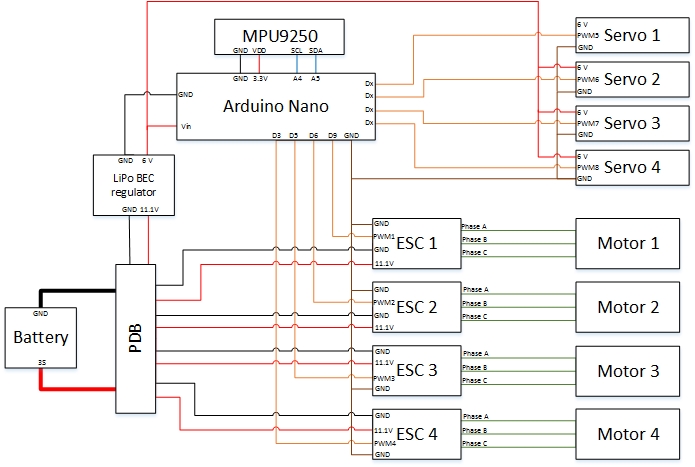 MPU9250
GND VDD SCL SDA
GND 3.3V A4 A5
Arduino Nano
GND
Vin
Dx
Dx
Dx
Dx
D3 D5 D6 D9 GND
6 V
PWM5
GND
Servo 1
6 V
PWM6
GND
Servo 2
6 V
PWM7
GND
Servo 3
6 V
PWM8
GND
Servo 4
GND 6 V
LiPo BEC
regulator
GND 11.1V
PDB
GND
Battery
3S
GND
PWM1
GND
11.1V
ESC 1
Phase A
Phase B
Phase C
Motor 1
GND
PWM2
GND
11.1V
ESC 2
Phase A
Phase B
Phase C
Motor 2
GND
11.1V
PWM3
GND
ESC 3
Phase A
Phase B
Phase C
Motor 3
GND
11.1V
PWM4
GND
ESC 4
Phase A
Phase B
Phase C
Motor 4